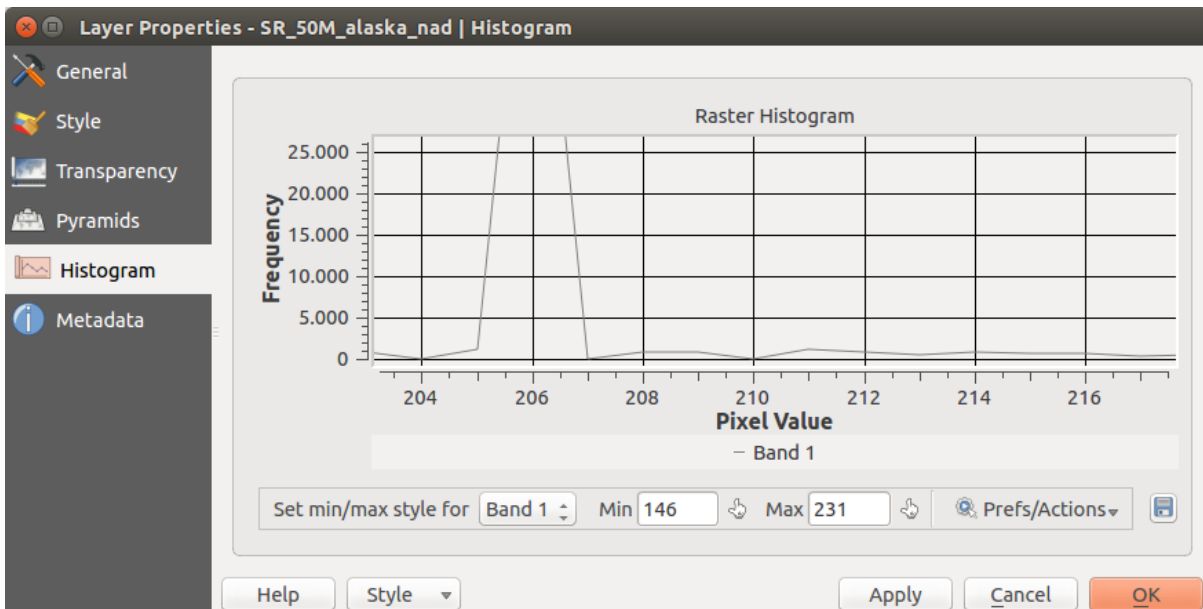 Layer Properties - SR_50M_alaska_nad | Histogram
General
Style
Transparency
Pyramids
Histogram
Metadata
Raster Histogram
Frequency
25.000
20.000
15.000
10.000
5.000
0
204 206 208 210 212 214 216
Pixel Value
Band 1
Set min/max style for Band 1 Min 146 Max 231 Prefs/Actions
Help Style Apply Cancel OK